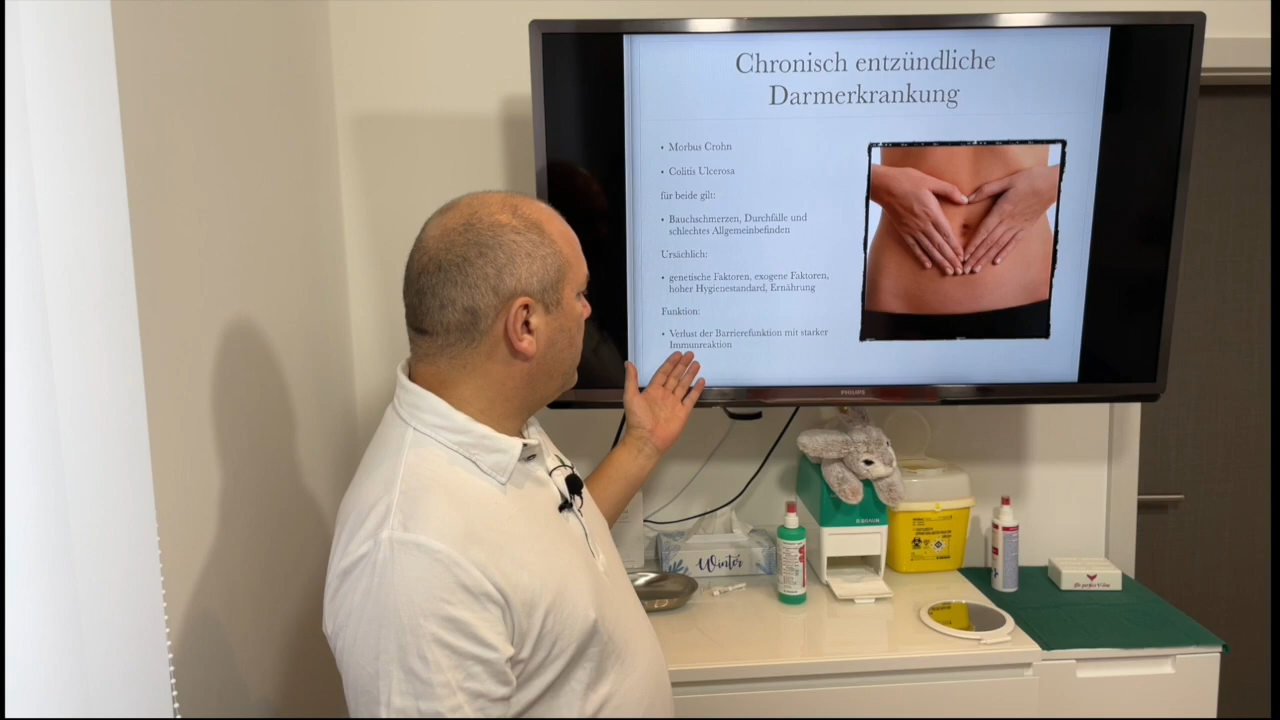 Chronisch entzündliche
Darmerkrankung
• Morbus Crohn
• Colitis Ulcerosa
für beide gilt:
• Bauchschmerzen, Durchfälle und
schlechtes Allgemeinbefinden
Ursächlich:
• genetische Faktoren, exogene Faktoren,
hoher Hygienestandard, Ernährung
Funktion:
• Verlust der Barrierefunktion mit starker
Immunreaktion
PHILIPS
B|BRAUN
Winter